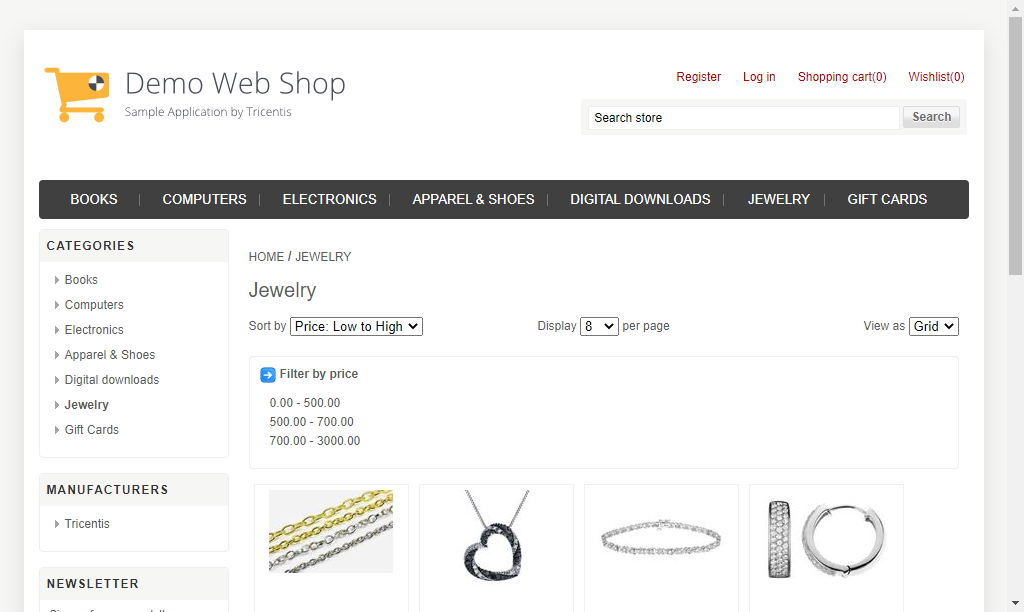 Demo Web Shop
Sample Application by Tricentis
Register Log in Shopping cart(0) Wishlist(0)
Search store Search
BOOKS COMPUTERS ELECTRONICS APPAREL & SHOES DIGITAL DOWNLOADS JEWELRY GIFT CARDS
CATEGORIES
Books
Computers
Electronics
Apparel & Shoes
Digital downloads
Jewelry
Gift Cards
MANUFACTURERS
Tricentis
NEWSLETTER
HOME / JEWELRY
Jewelry
Sort by Price: Low to High Display 8 per page View as Grid
Filter by price
0.00 - 500.00
500.00 - 700.00
700.00 - 3000.00